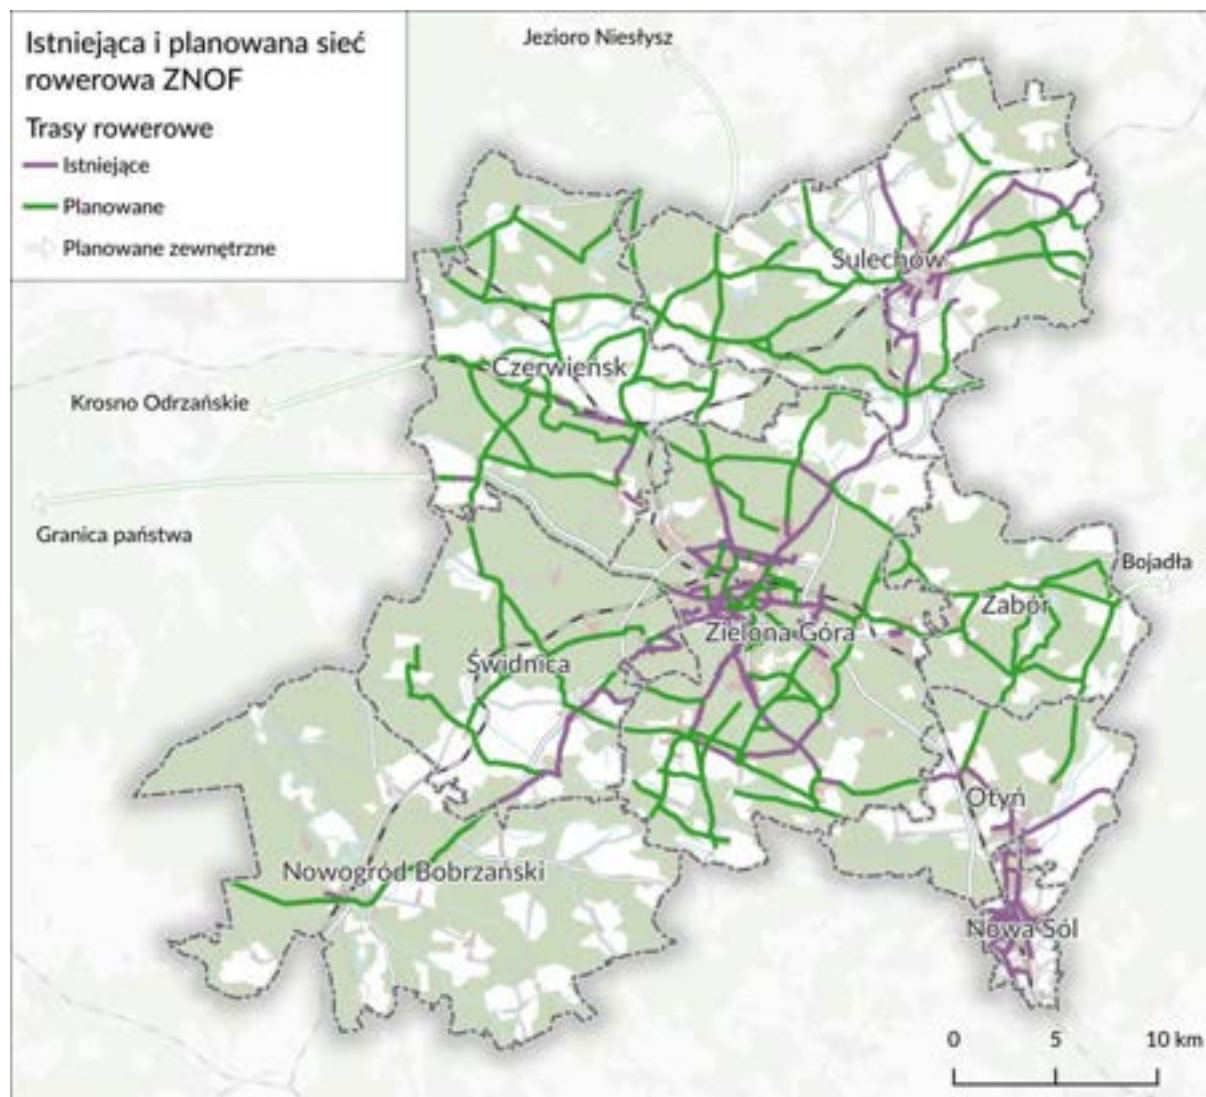 Istniejąca i planowana sieć
rowerowa ZNOF
Trasy rowerowe
Istniejące
Planowane
Planowane zewnętrzne
Jezioro Niesłysz
Sulechów
Czerwieńsk
Krosno Odrzańskie
Granica państwa
Bojadła
Zabór
Zielona Góra
Świdnica
Otyń
Nowogród Bobrzański
Nowa Sól
0 5 10 km